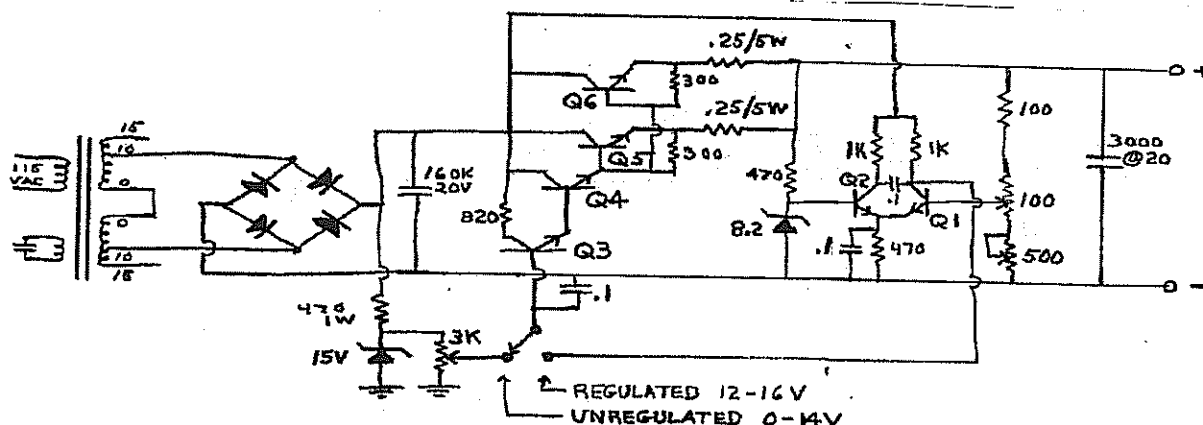 .25/5W
300
Q6
.25/5W
15
10
115
VAC
0
0
10
15
160K
20V
Q5
300
Q4
820
Q3
.1
470
8.2
1K
1K
Q2
.1
Q1
.1
470
100
100
500
3000
@20
+
-
470
1W
15V
3K
REGULATED 12-16V
UNREGULATED 0-14V